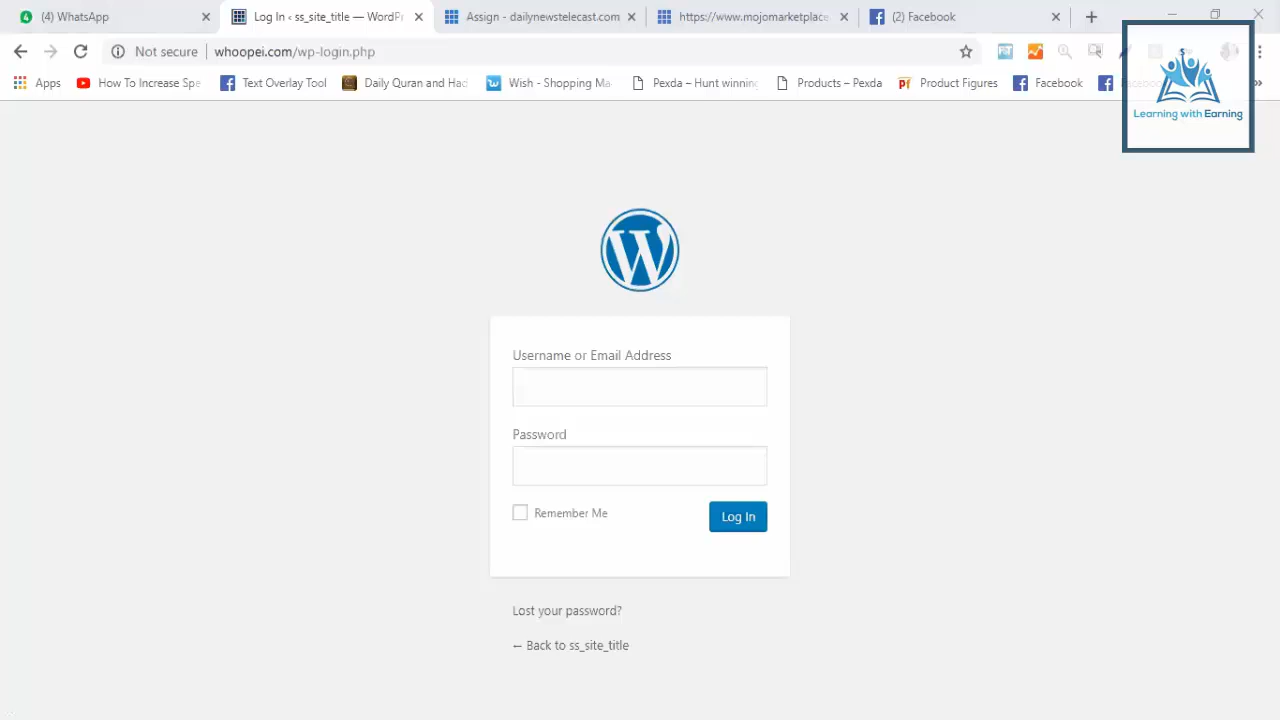 4 (4) WhatsApp
Log In ‹ ss_site_title — WordPr
Assign - dailynewstelecast.com
https://www.mojomarketplace
(2) Facebook
Not secure whoopei.com/wp-login.php
Apps
How To Increase Spe
Text Overlay Tool
Daily Quran and Had
Wish - Shopping Ma
Pexda – Hunt winning
Products – Pexda
Product Figures
Facebook
Learning with Earning
Username or Email Address
Password
Remember Me
Log In
Lost your password?
← Back to ss_site_title